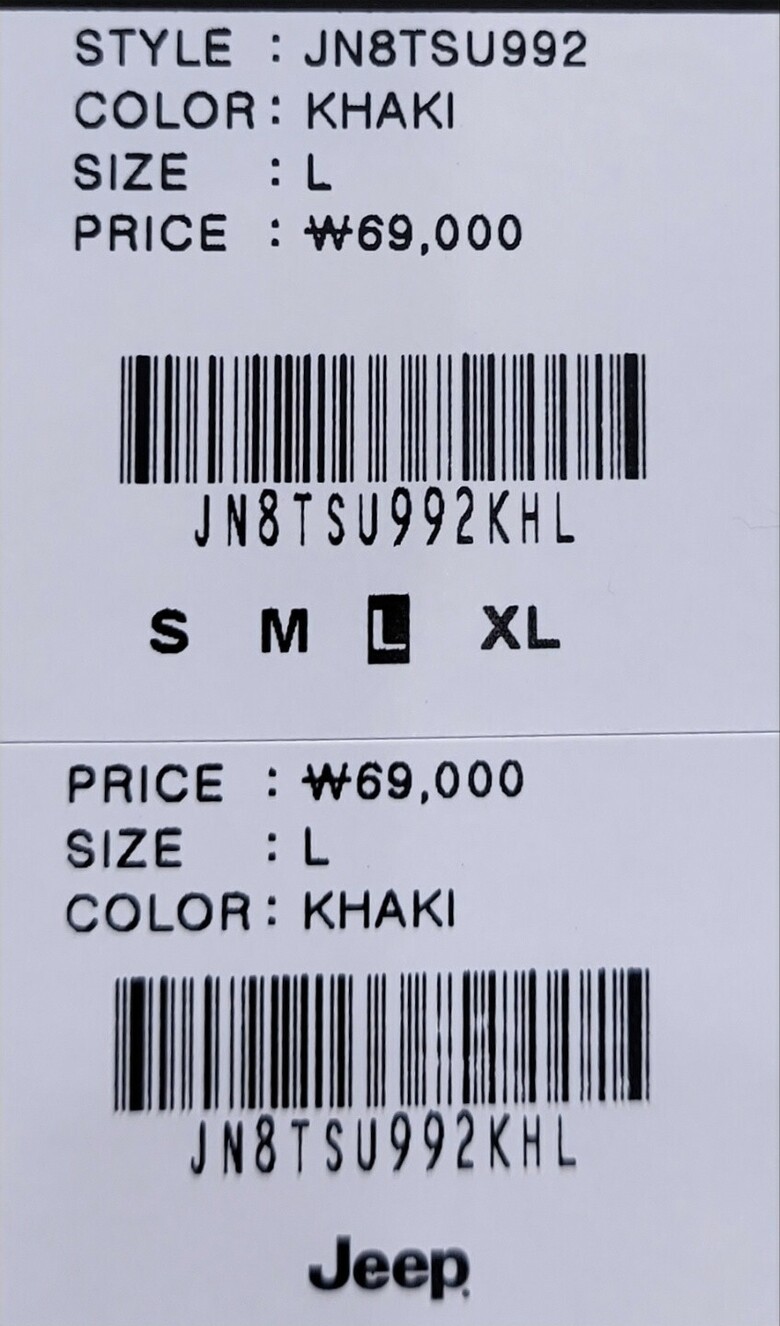 STYLE : JN8TSU992
COLOR: KHAKI
SIZE : L
PRICE : ₩69,000
JN8TSU992KHL
S M L XL
PRICE : ₩69,000
SIZE : L
COLOR: KHAKI
JN8TSU992KHL
Jeep